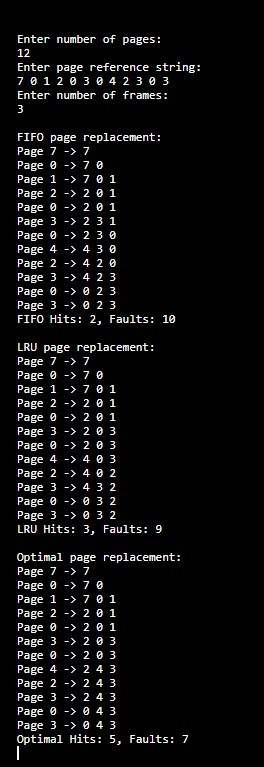 Enter number of pages:
12
Enter page reference string:
7 0 1 2 0 3 0 4 2 3 0 3
Enter number of frames:
3
FIFO page replacement:
Page 7 -> 7
Page 0 -> 7 0
Page 1 -> 7 0 1
Page 2 -> 2 0 1
Page 0 -> 2 0 1
Page 3 -> 2 3 1
Page 0 -> 2 3 0
Page 4 -> 4 3 0
Page 2 -> 4 2 0
Page 3 -> 4 2 3
Page 0 -> 0 2 3
Page 3 -> 0 2 3
FIFO Hits: 2, Faults: 10
LRU page replacement:
Page 7 -> 7
Page 0 -> 7 0
Page 1 -> 7 0 1
Page 2 -> 2 0 1
Page 0 -> 2 0 1
Page 3 -> 2 0 3
Page 0 -> 2 0 3
Page 4 -> 4 0 3
Page 2 -> 4 0 2
Page 3 -> 4 3 2
Page 0 -> 0 3 2
Page 3 -> 0 3 2
LRU Hits: 3, Faults: 9
Optimal page replacement:
Page 7 -> 7
Page 0 -> 7 0
Page 1 -> 7 0 1
Page 2 -> 2 0 1
Page 0 -> 2 0 1
Page 3 -> 2 0 3
Page 0 -> 2 0 3
Page 4 -> 2 4 3
Page 2 -> 2 4 3
Page 3 -> 2 4 3
Page 0 -> 0 4 3
Page 3 -> 0 4 3
Optimal Hits: 5, Faults: 7